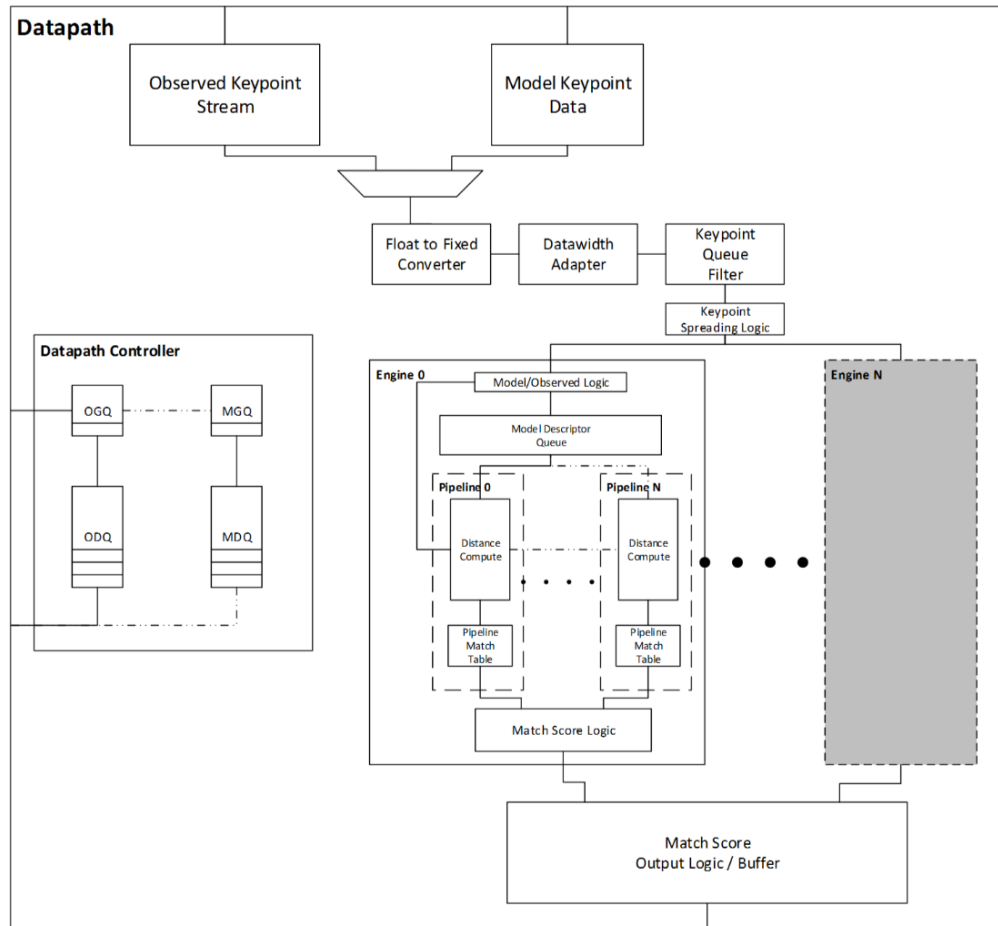 Datapath
Observed Keypoint
Stream
Model Keypoint
Data
Float to Fixed
Converter
Datawidth
Adapter
Keypoint
Queue
Filter
Keypoint
Spreading Logic
Datapath Controller
OGQ
MGQ
ODQ
MDQ
Engine 0
Model/Observed Logic
Model Descriptor
Queue
Pipeline 0
Distance
Compute
Pipeline
Match
Table
Pipeline N
Distance
Compute
Pipeline
Match
Table
Match Score Logic
Engine N
Match Score
Output Logic / Buffer